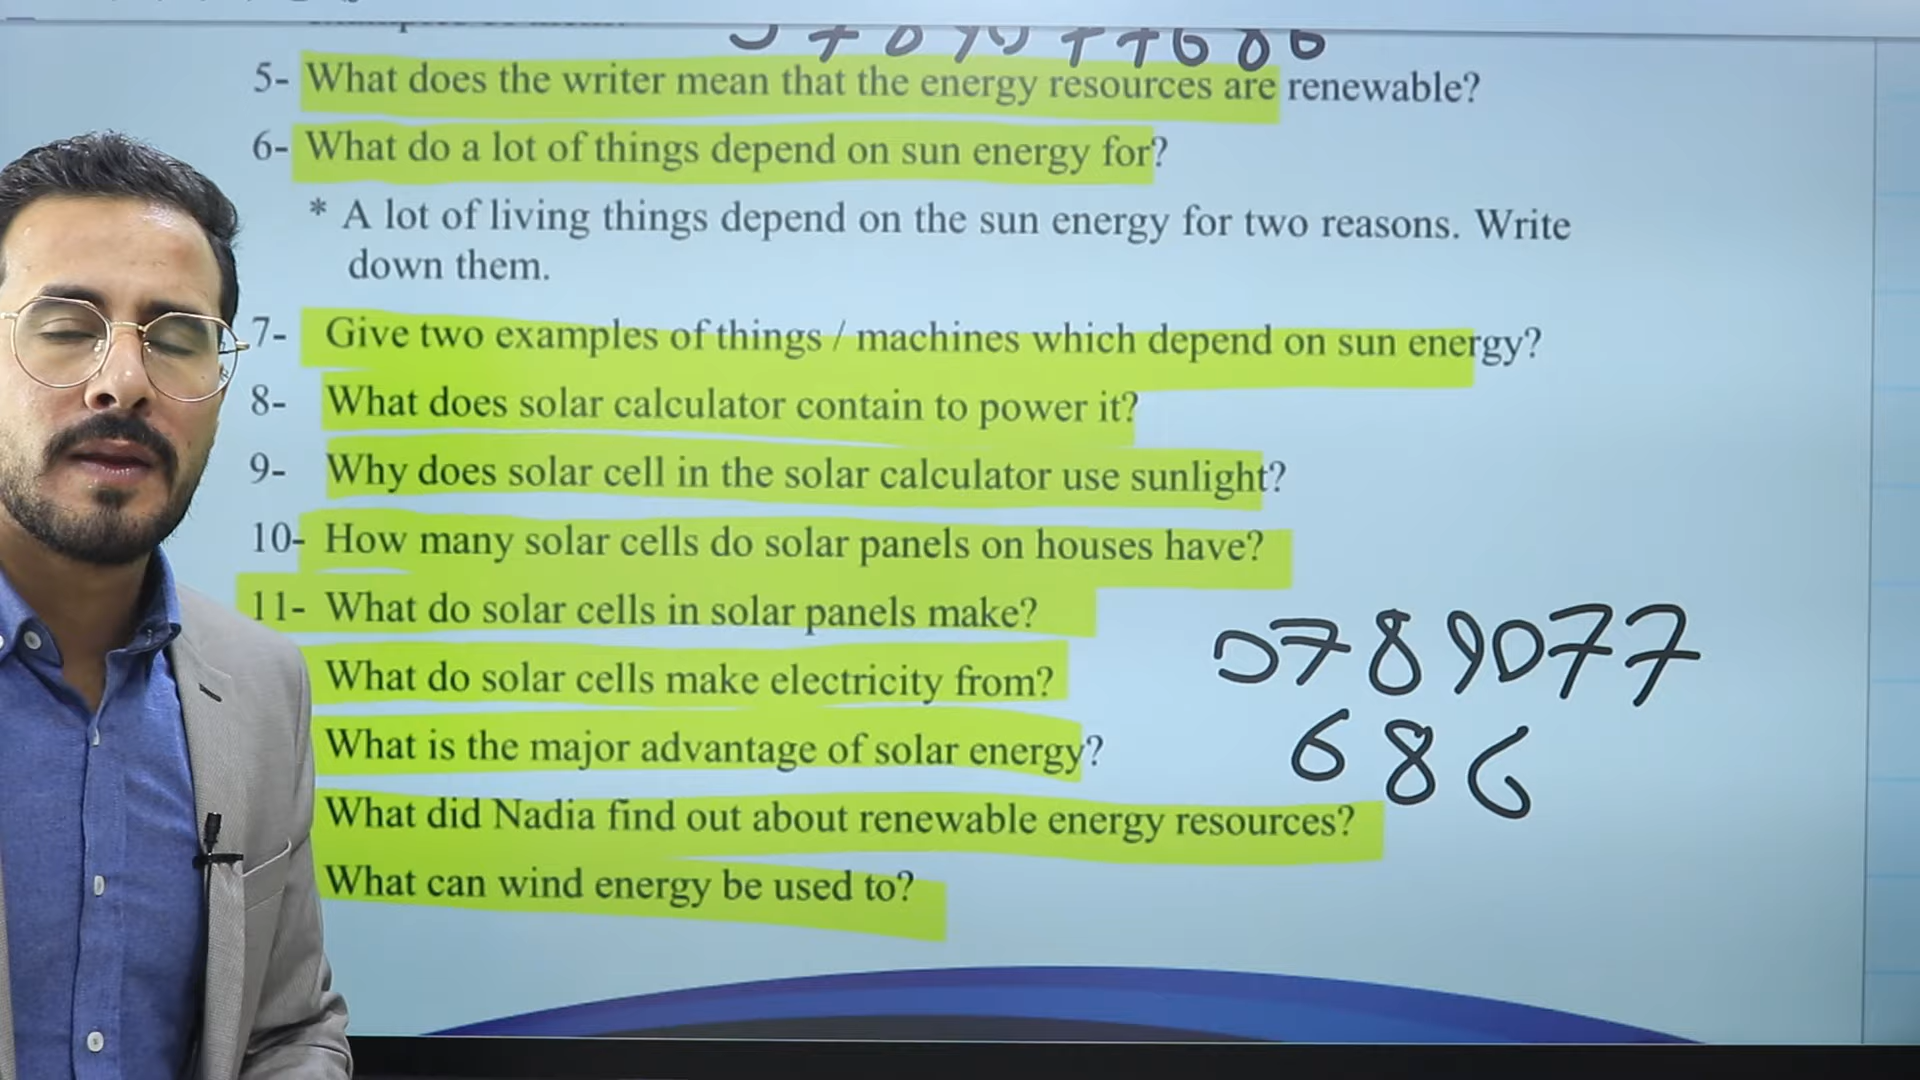 5- What does the writer mean that the energy resources are renewable?
6- What do a lot of things depend on sun energy for?
* A lot of living things depend on the sun energy for two reasons. Write
down them.
7- Give two examples of things / machines which depend on sun energy?
8- What does solar calculator contain to power it?
9- Why does solar cell in the solar calculator use sunlight?
10- How many solar cells do solar panels on houses have?
11- What do solar cells in solar panels make?
What do solar cells make electricity from?
What is the major advantage of solar energy?
What did Nadia find out about renewable energy resources?
What can wind energy be used to?
0789077
686